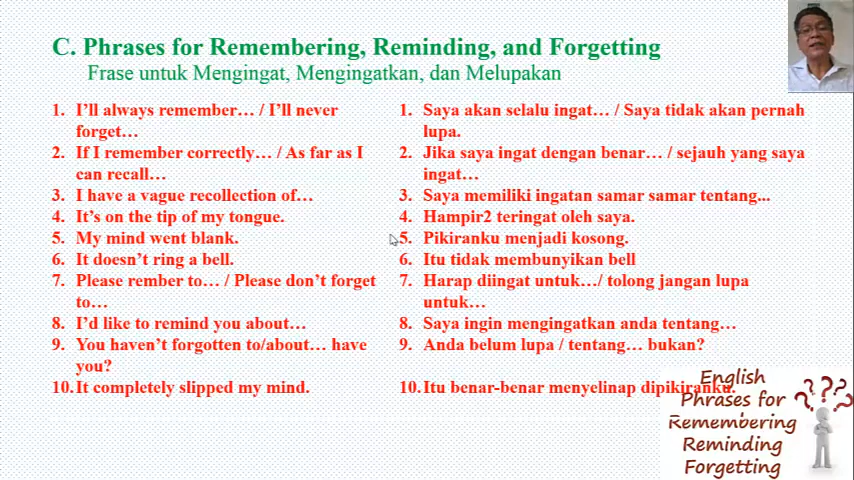 C. Phrases for Remembering, Reminding, and Forgetting
Frase untuk Mengingat, Mengingatkan, dan Melupakan
1. I'll always remember… / I'll never
forget…
2. If I remember correctly… / As far as I
can recall…
3. I have a vague recollection of…
4. It's on the tip of my tongue.
5. My mind went blank.
6. It doesn't ring a bell.
7. Please rember to… / Please don't forget
to…
8. I'd like to remind you about…
9. You haven't forgotten to/about… have
you?
10. It completely slipped my mind.
1. Saya akan selalu ingat… / Saya tidak akan pernah
lupa.
2. Jika saya ingat dengan benar… / sejauh yang saya
ingat…
3. Saya memiliki ingatan samar samar tentang...
4. Hampir2 teringat oleh saya.
5. Pikiranku menjadi kosong.
6. Itu tidak membunyikan bell
7. Harap diingat untuk…/ tolong jangan lupa
untuk…
8. Saya ingin mengingatkan anda tentang…
9. Anda belum lupa / tentang… bukan?
10. Itu benar-benar menyelinap dipikiranku.
English
Phrases for
Remembering
Reminding
Forgetting